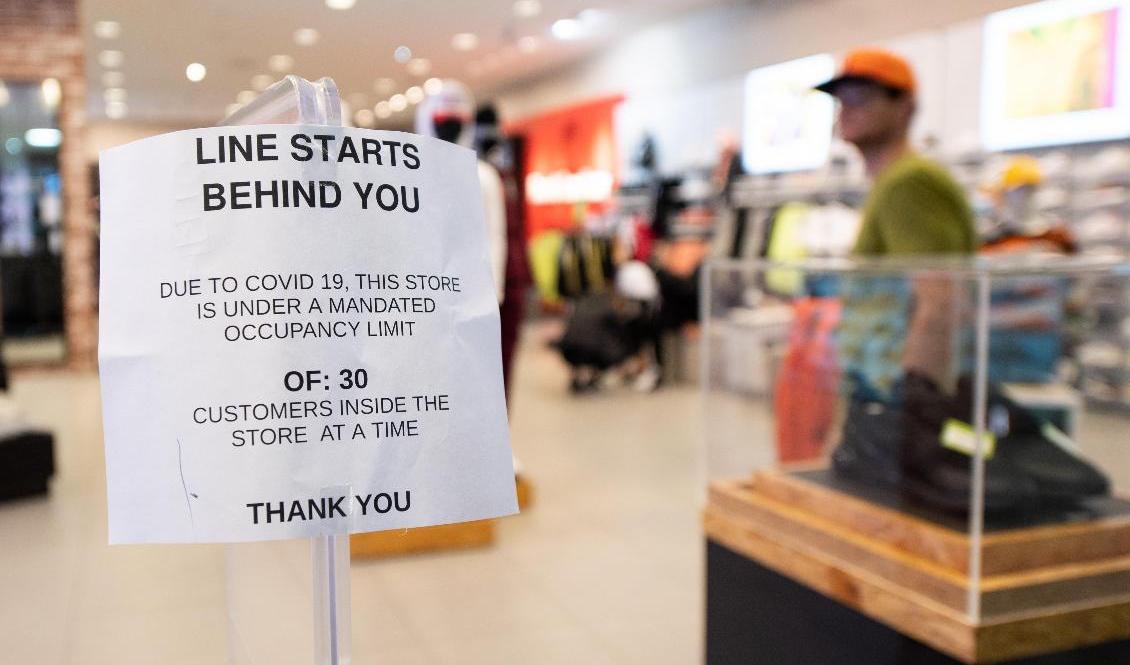 LINE STARTS
BEHIND YOU
DUE TO COVID 19, THIS STORE
IS UNDER A MANDATED
OCCUPANCY LIMIT
OF: 30
CUSTOMERS INSIDE THE
STORE AT A TIME
THANK YOU